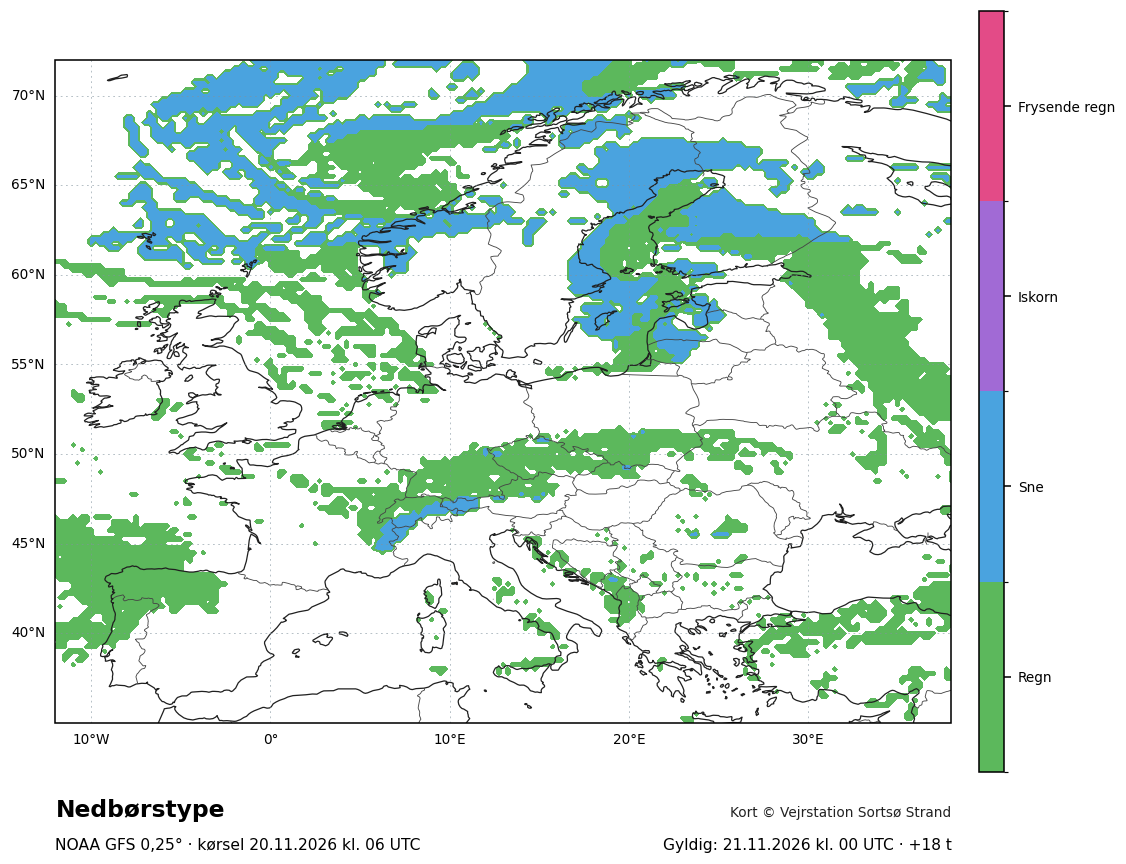 70°N
65°N
60°N
55°N
50°N
45°N
40°N
10°W
0°
10°E
20°E
30°E
Frysende regn
Iskorn
Sne
Regn
Nedbørstype
Kort © Vejrstation Sortsø Strand
NOAA GFS 0,25° · kørsel 20.11.2026 kl. 06 UTC
Gyldig: 21.11.2026 kl. 00 UTC · +18 t